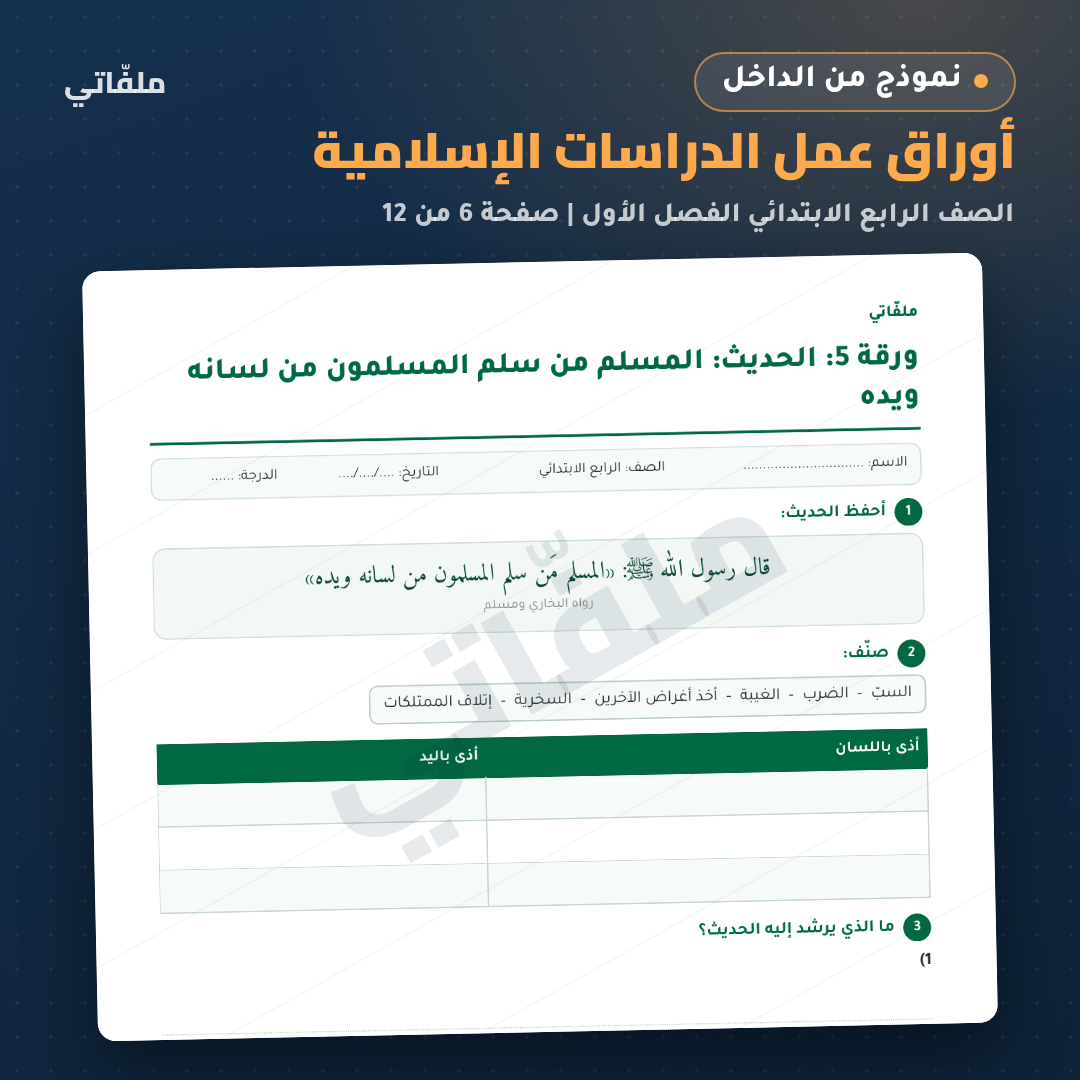 نموذج من الداخل
ملفّاتي
أوراق عمل الدراسات الإسلامية
الصف الرابع الابتدائي الفصل الأول | صفحة 6 من 12
ملفّاتي
ورقة 5: الحديث: المسلم من سلم المسلمون من لسانه
ويده
الاسم: ............................... الصف: الرابع الابتدائي التاريخ: ..../..../.... الدرجة: ......
1 أحفظ الحديث:
قال رسول الله ﷺ: «المسلم مَن سلم المسلمون من لسانه ويده»
رواه البخاري ومسلم
2 صنّف:
السبّ - الضرب - الغيبة - أخذ أغراض الآخرين - السخرية - إتلاف الممتلكات
أذى باللسان أذى باليد
3 ما الذي يرشد إليه الحديث؟
1)
ملفّاتي